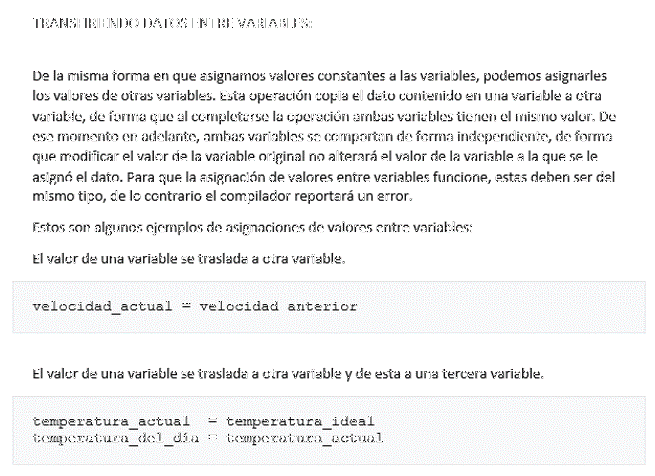 TRANSFIRIENDO DATOS ENTRE VARIABLES:
De la misma forma en que asignamos valores constantes a las variables, podemos asignarles
los valores de otras variables. Esta operación copia el dato contenido en una variable a otra
variable, de forma que al completarse la operación ambas variables tienen el mismo valor. De
ese momento en adelante, ambas variables se comportan de forma independiente, de forma
que modificar el valor de la variable original no alterará el valor de la variable a la que se le
asignó el dato. Para que la asignación de valores entre variables funcione, estas deben ser del
mismo tipo, de lo contrario el compilador reportará un error.
Estos son algunos ejemplos de asignaciones de valores entre variables:
El valor de una variable se traslada a otra variable.
velocidad_actual = velocidad anterior
El valor de una variable se traslada a otra variable y de esta a una tercera variable.
temperatura_actual = temperatura_ideal
temperatura_del_día = temperatura_actual